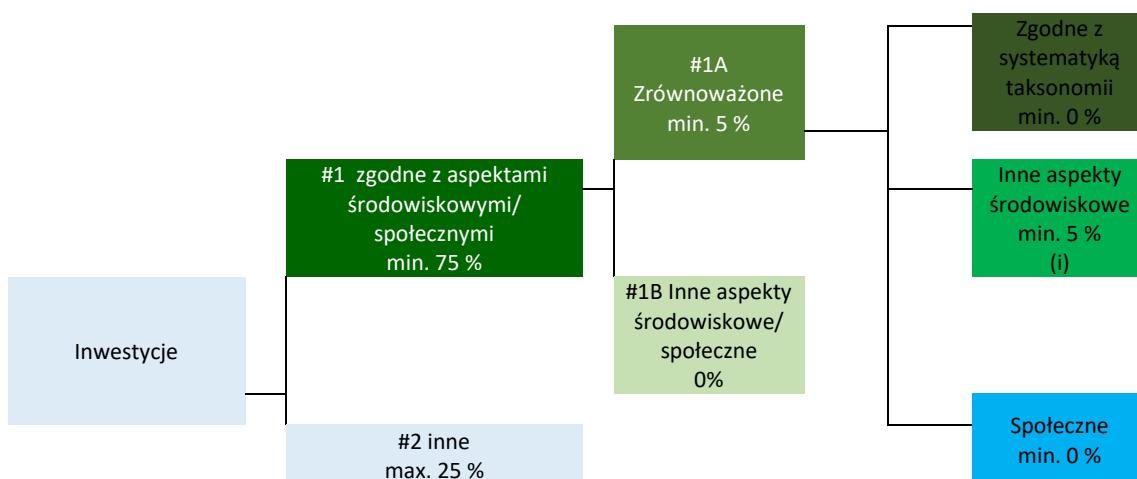 Inwestycje
#1 zgodne z aspektami
środowiskowymi/
społecznymi
min. 75 %
#2 inne
max. 25 %
#1A
Zrównoważone
min. 5 %
#1B Inne aspekty
środowiskowe/
społeczne
0%
Zgodne z
systematyką
taksonomii
min. 0 %
Inne aspekty
środowiskowe
min. 5 %
(i)
Społeczne
min. 0 %